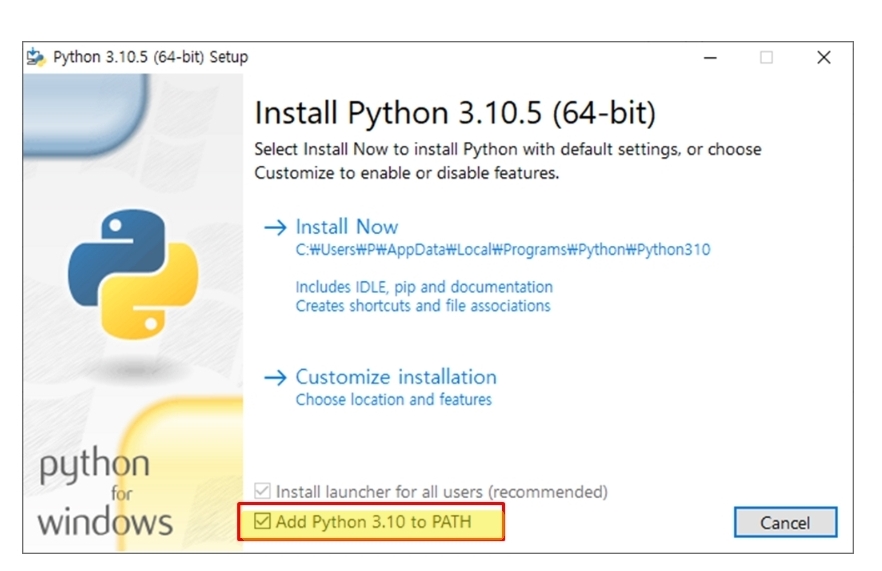 Python 3.10.5 (64-bit) Setup
Install Python 3.10.5 (64-bit)
Select Install Now to install Python with default settings, or choose
Customize to enable or disable features.
→ Install Now
C:₩Users₩P₩AppData₩Local₩Programs₩Python₩Python310
Includes IDLE, pip and documentation
Creates shortcuts and file associations
→ Customize installation
Choose location and features
python
for
windows
Install launcher for all users (recommended)
Add Python 3.10 to PATH
Cancel